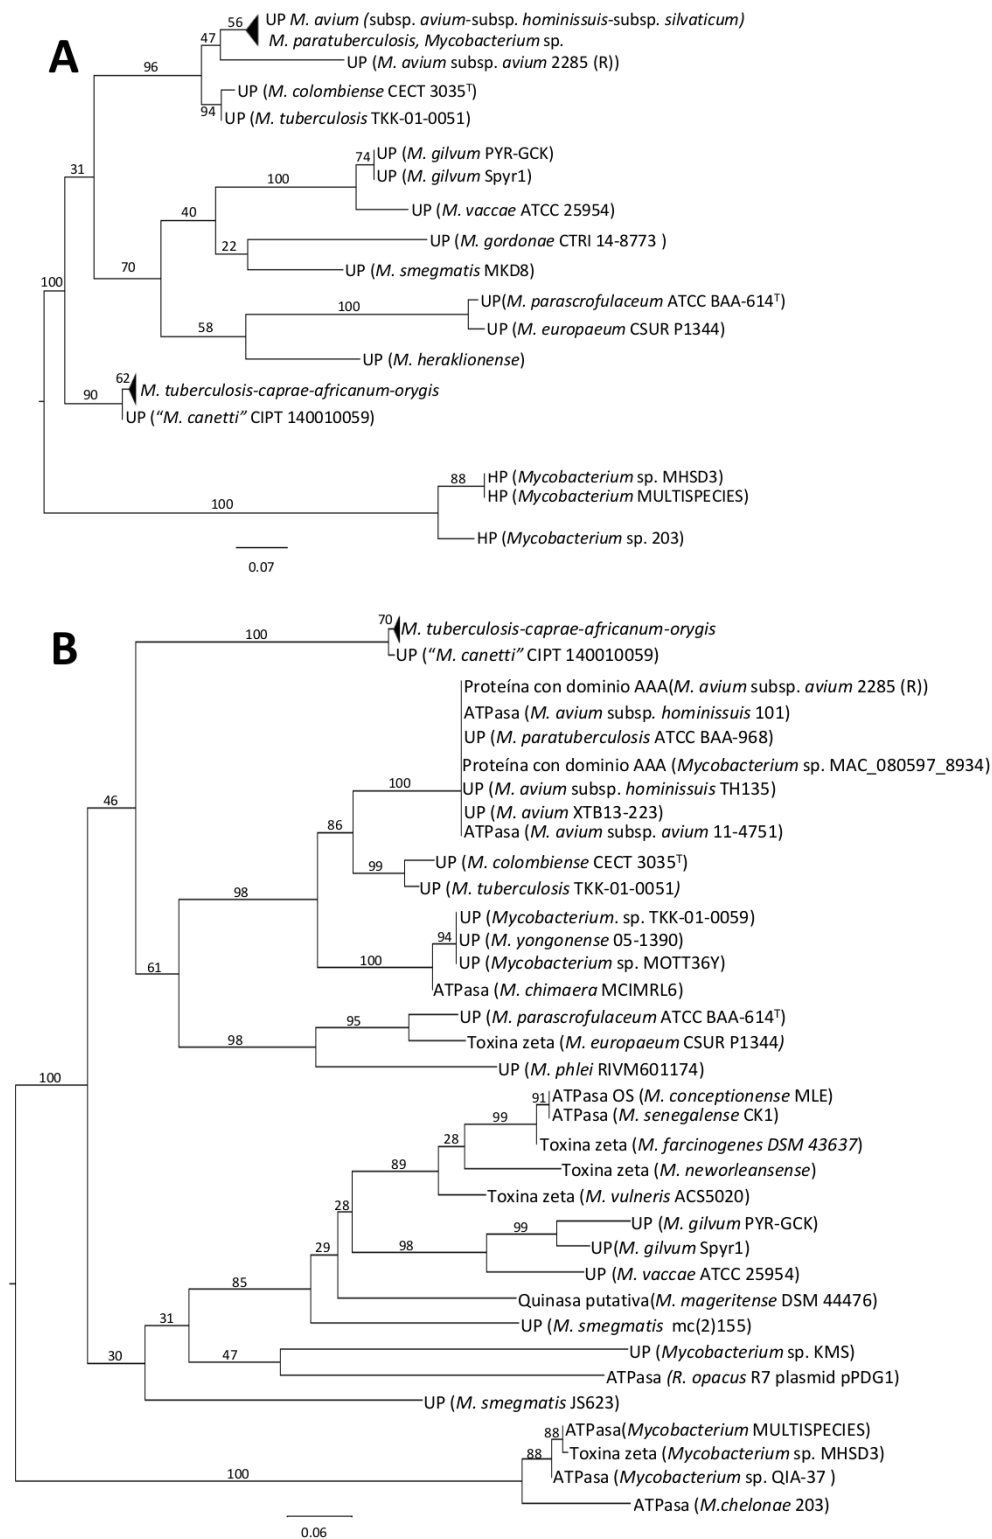 A
56
UP M. avium (subsp. avium-subsp. hominissuis-subsp. silvaticum)
47
M. paratuberculosis, Mycobacterium sp.
96
UP (M. avium subsp. avium 2285 (R))
UP (M. colombiense CECT 3035T)
94
UP (M. tuberculosis TKK-01-0051)
31
74
UP (M. gilvum PYR-GCK)
100
UP (M. gilvum Spyr1)
40
UP (M. vaccae ATCC 25954)
22
UP (M. gordonae CTRI 14-8773 )
70
UP (M. smegmatis MKD8)
100
100
UP(M. parascrofulaceum ATCC BAA-614T)
58
UP (M. europaeum CSUR P1344)
UP (M. heraklionense)
62
M. tuberculosis-caprae-africanum-orygis
90
UP (“M. canetti” CIPT 140010059)
88
HP (Mycobacterium sp. MHSD3)
HP (Mycobacterium MULTISPECIES)
100
HP (Mycobacterium sp. 203)
0.07
B
70
M. tuberculosis-caprae-africanum-orygis
100
UP (“M. canetti” CIPT 140010059)
Proteína con dominio AAA(M. avium subsp. avium 2285 (R))
ATPasa (M. avium subsp. hominissuis 101)
UP (M. paratuberculosis ATCC BAA-968)
Proteína con dominio AAA (Mycobacterium sp. MAC_080597_8934)
100
UP (M. avium subsp. hominissuis TH135)
46
UP (M. avium XTB13-223)
86
ATPasa (M. avium subsp. avium 11-4751)
99
UP (M. colombiense CECT 3035T)
98
UP (M. tuberculosis TKK-01-0051)
UP (Mycobacterium. sp. TKK-01-0059)
94
UP (M. yongonense 05-1390)
61
100
UP (Mycobacterium sp. MOTT36Y)
ATPasa (M. chimaera MCIMRL6)
95
UP (M. parascrofulaceum ATCC BAA-614T)
98
Toxina zeta (M. europaeum CSUR P1344)
UP (M. phlei RIVM601174)
100
91
ATPasa OS (M. conceptionense MLE)
99
ATPasa (M. senegalense CK1)
28
Toxina zeta (M. farcinogenes DSM 43637)
89
Toxina zeta (M. neworleansense)
Toxina zeta (M. vulneris ACS5020)
28
99
UP (M. gilvum PYR-GCK)
29
98
UP(M. gilvum Spyr1)
UP (M. vaccae ATCC 25954)
85
Quinasa putativa(M. mageritense DSM 44476)
31
UP (M. smegmatis mc(2)155)
30
47
UP (Mycobacterium sp. KMS)
ATPasa (R. opacus R7 plasmid pPDG1)
UP (M. smegmatis JS623)
88
ATPasa(Mycobacterium MULTISPECIES)
88
Toxina zeta (Mycobacterium sp. MHSD3)
100
ATPasa (Mycobacterium sp. QIA-37 )
ATPasa (M.chelonae 203)
0.06